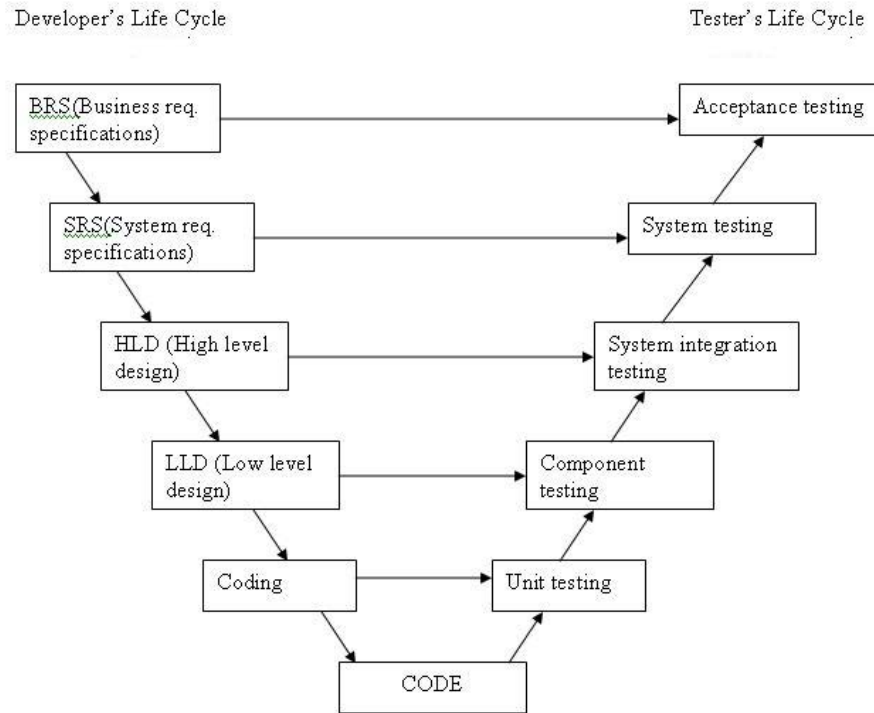 Developer's Life Cycle
Tester's Life Cycle
BRS(Business req.
specifications)
Acceptance testing
SRS(System req.
specifications)
System testing
HLD (High level
design)
System integration
testing
LLD (Low level
design)
Component
testing
Coding
Unit testing
CODE